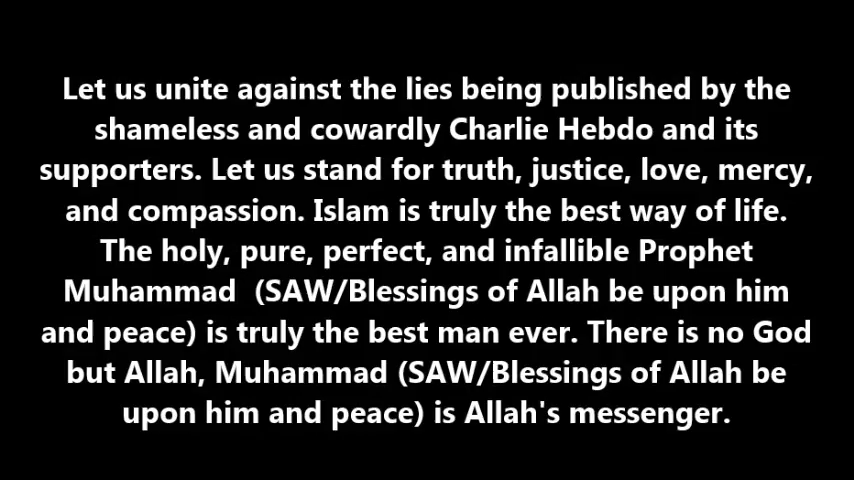 Let us unite against the lies being published by the
shameless and cowardly Charlie Hebdo and its
supporters. Let us stand for truth, justice, love, mercy,
and compassion. Islam is truly the best way of life.
The holy, pure, perfect, and infallible Prophet
Muhammad  (SAW/Blessings of Allah be upon him
and peace) is truly the best man ever. There is no God
but Allah, Muhammad (SAW/Blessings of Allah be
upon him and peace) is Allah's messenger.